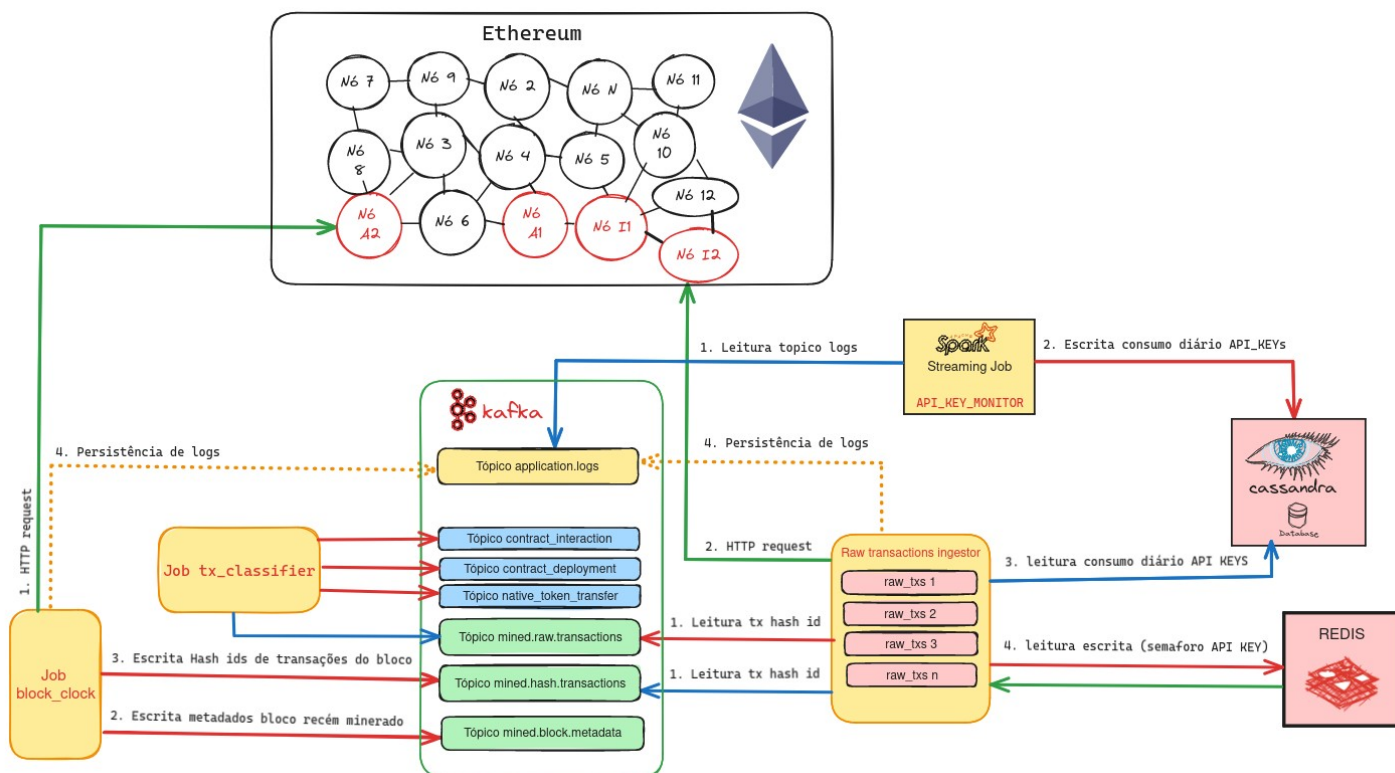 Ethereum
Nó 7
Nó 9
Nó 2
Nó N
Nó 11
Nó
8
Nó 3
Nó 4
Nó 5
Nó
10
Nó 12
Nó
A2
Nó 6
Nó
A1
Nó I1
Nó I2
1. HTTP request
4. Persistência de logs
Job tx_classifier
Job
block_clock
3. Escrita Hash ids de transações do bloco
2. Escrita metadados bloco recém minerado
kafka
Tópico application.logs
Tópico contract_interaction
Tópico contract_deployment
Tópico native_token_transfer
Tópico mined.raw.transactions
Tópico mined.hash.transactions
Tópico mined.block.metadata
1. Leitura topico logs
4. Persistência de logs
2. HTTP request
1. Leitura tx hash id
1. Leitura tx hash id
Spark
Streaming Job
API_KEY_MONITOR
2. Escrita consumo diário API_KEYs
cassandra
Database
Raw transactions ingestor
raw_txs 1
raw_txs 2
raw_txs 3
raw_txs n
3. leitura consumo diário API KEYS
4. leitura escrita (semaforo API KEY)
REDIS